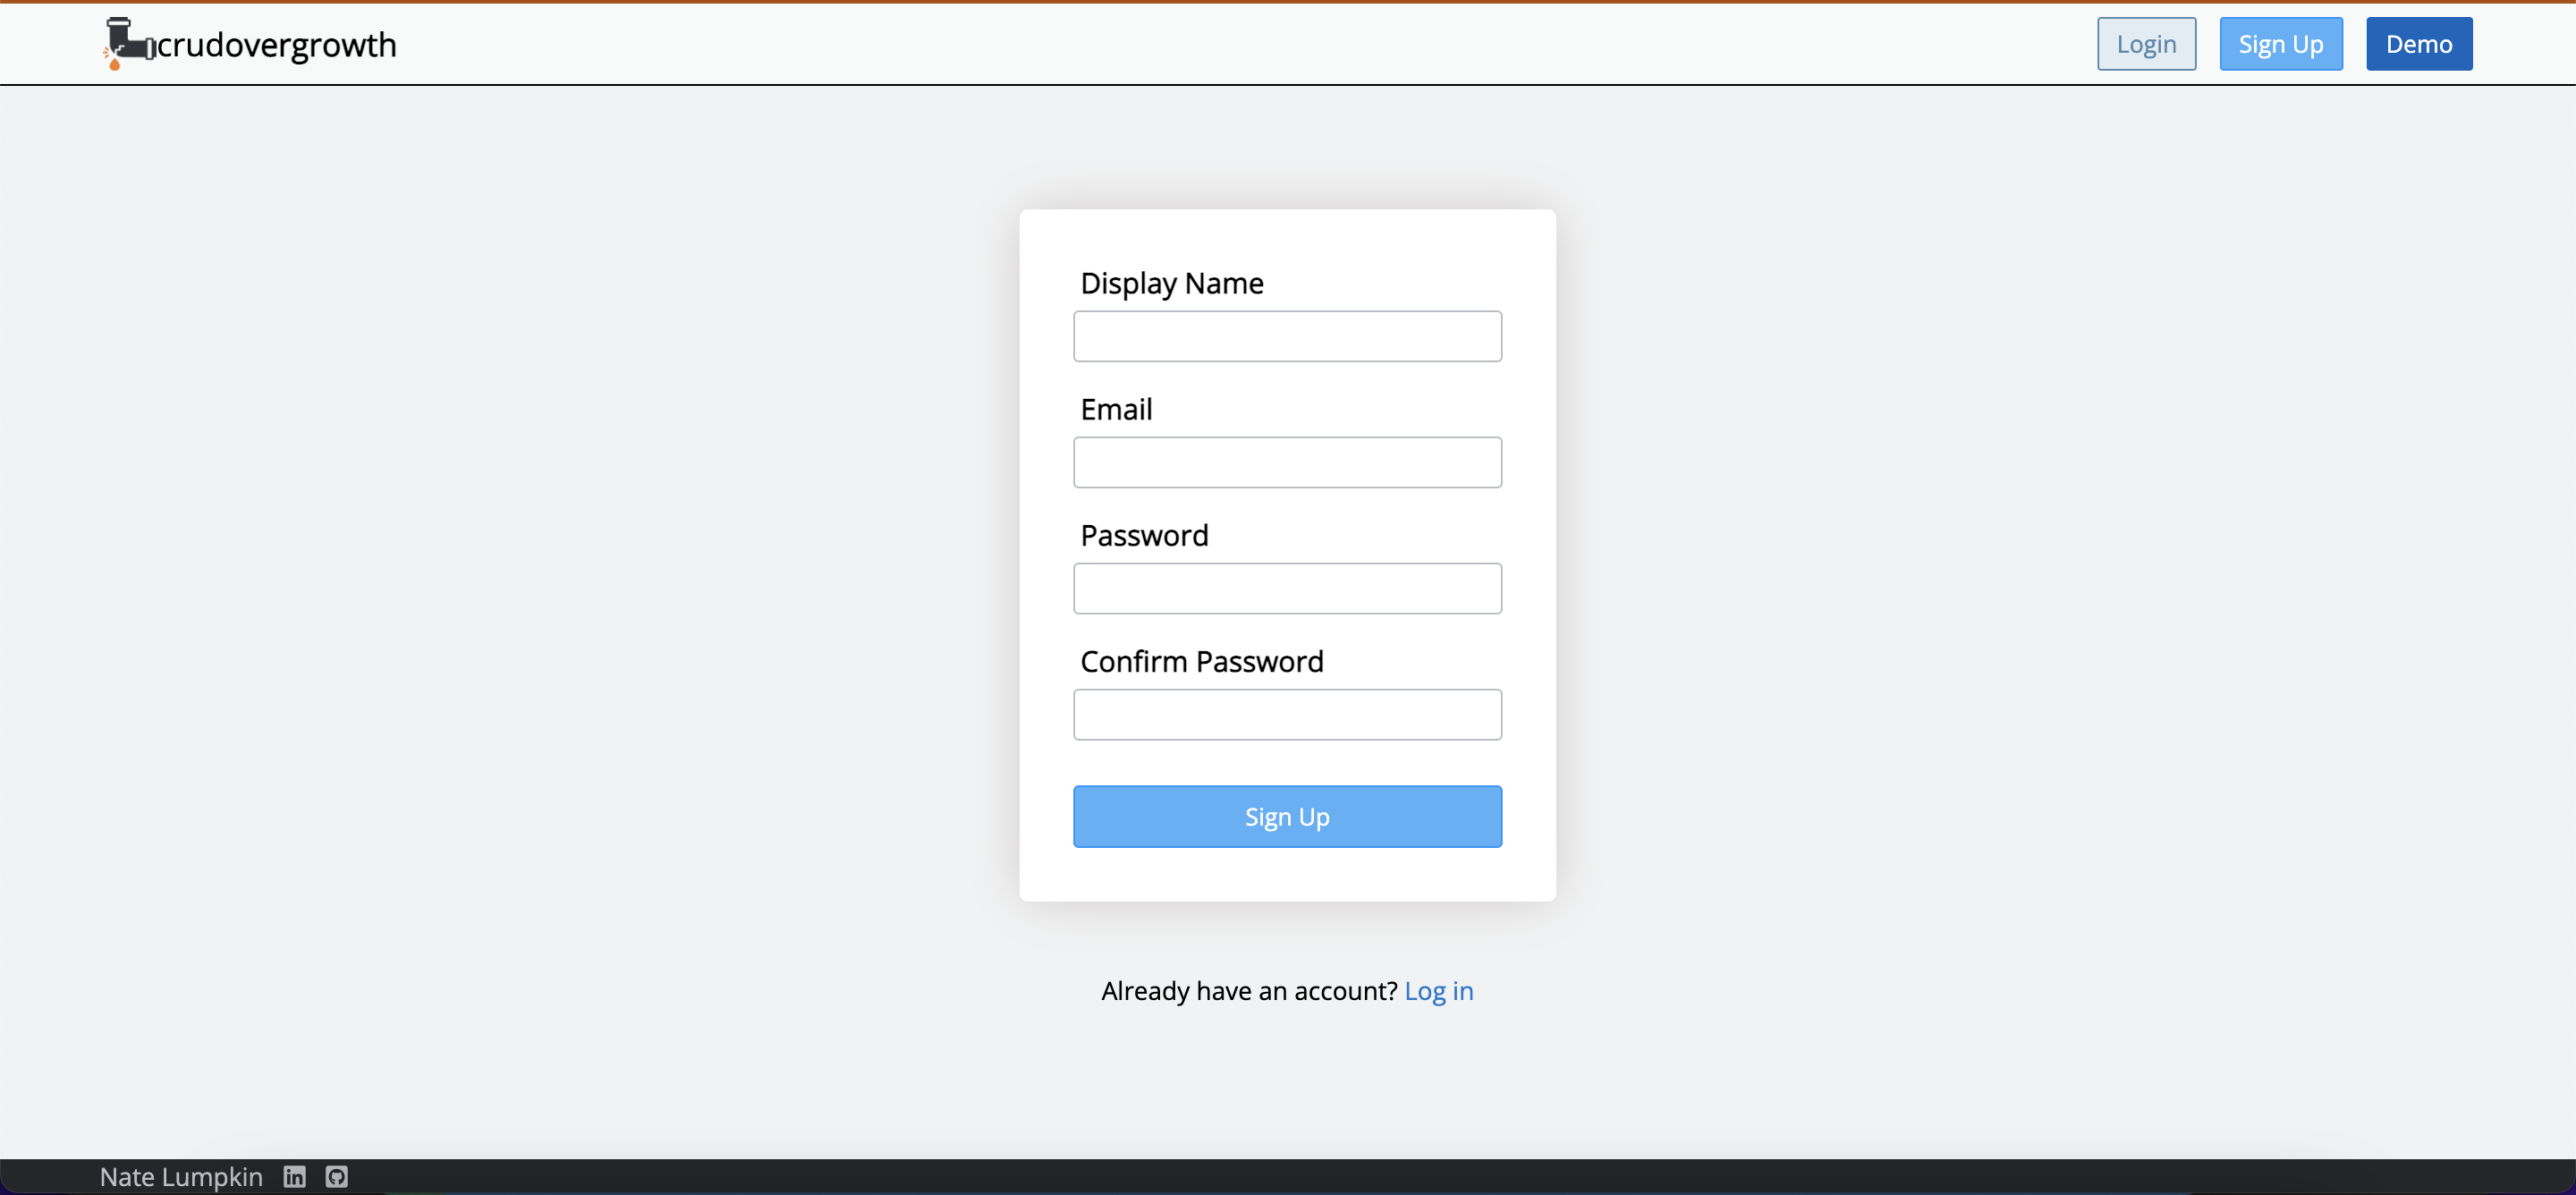 crudovergrowth
Login
Sign Up
Demo
Display Name
Email
Password
Confirm Password
Sign Up
Already have an account? Log in
Nate Lumpkin